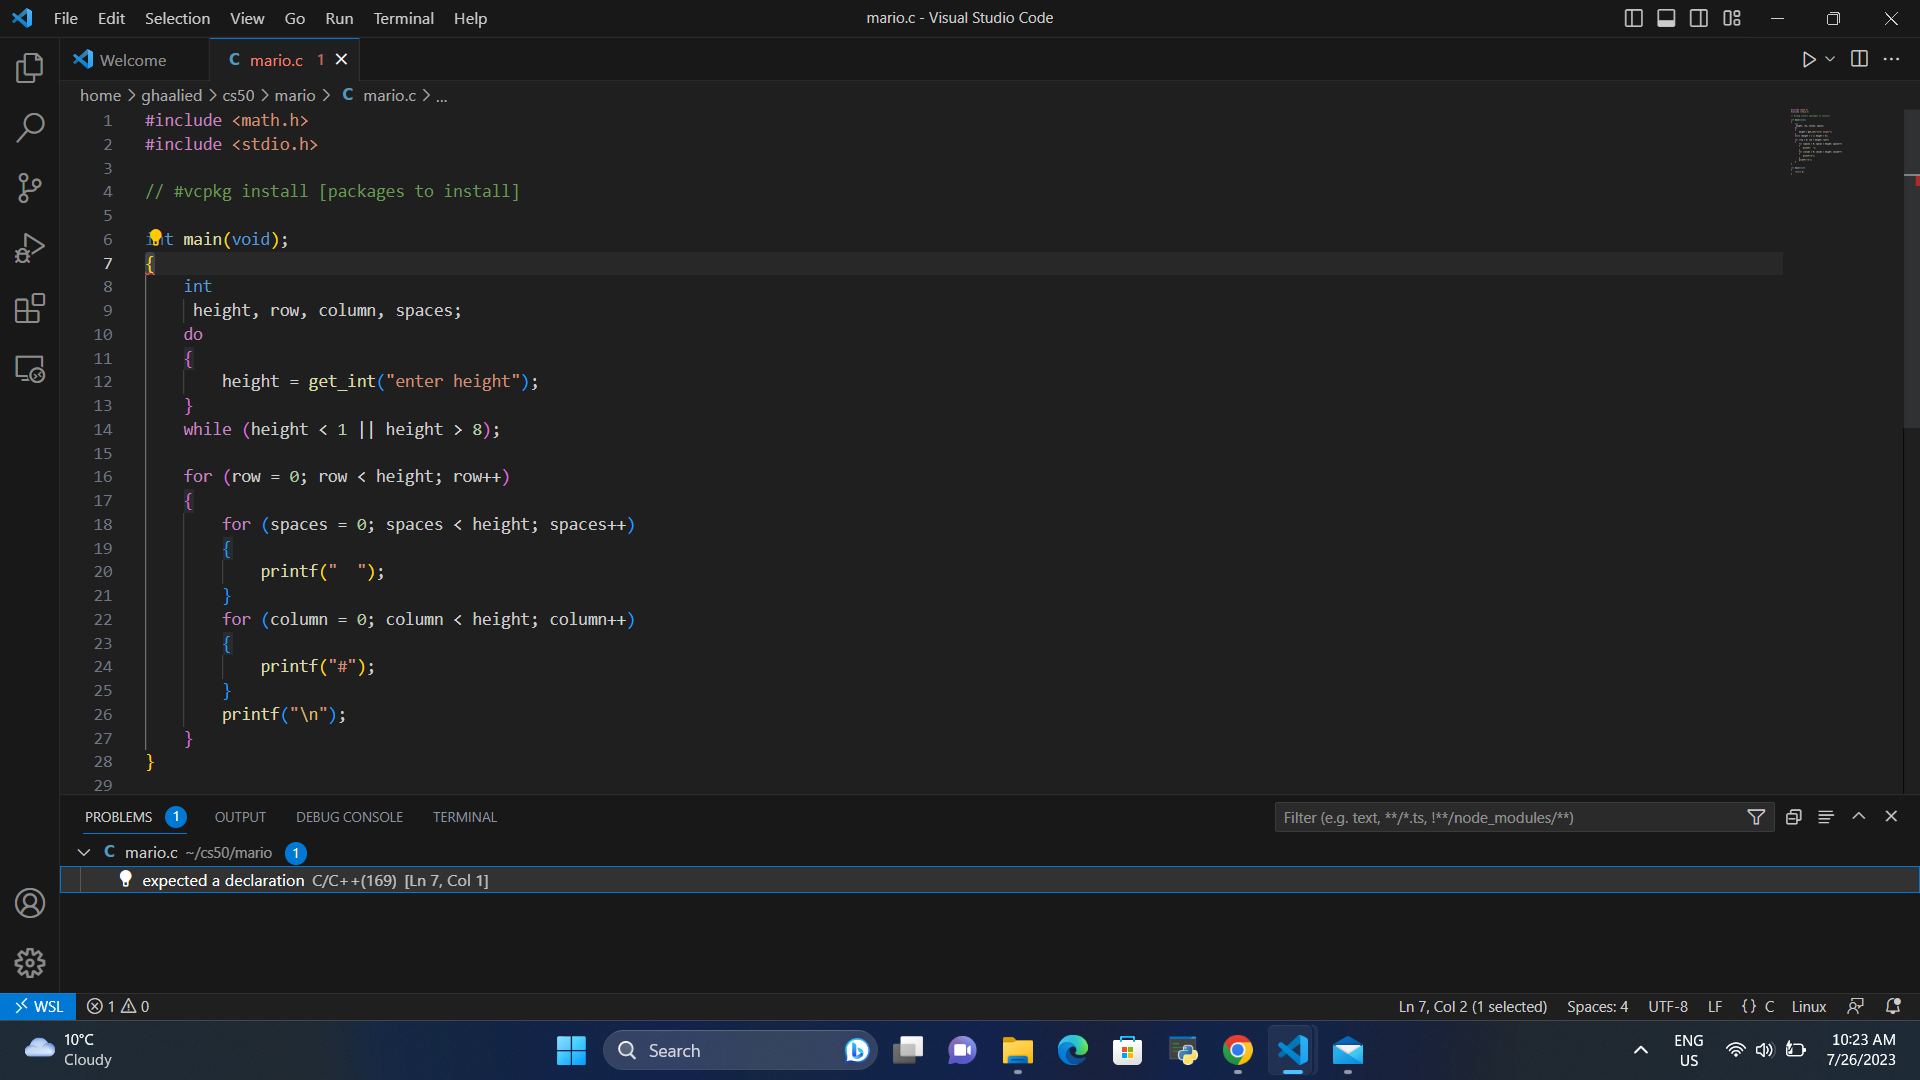 File Edit Selection View Go Run Terminal Help mario.c - Visual Studio Code
Welcome C mario.c 1
home > ghaalied > cs50 > mario > C mario.c > ...
1 #include <math.h>
2 #include <stdio.h>
3
4 // #vcpkg install [packages to install]
5
6 int main(void);
7 {
8 int
9 height, row, column, spaces;
10 do
11 {
12 height = get_int("enter height");
13 }
14 while (height < 1 || height > 8);
15
16 for (row = 0; row < height; row++)
17 {
18 for (spaces = 0; spaces < height; spaces++)
19 {
20 printf("  ");
21 }
22 for (column = 0; column < height; column++)
23 {
24 printf("#");
25 }
26 printf("\n");
27 }
28 }
29
PROBLEMS 1 OUTPUT DEBUG CONSOLE TERMINAL Filter (e.g. text, **/*.ts, !**/node_modules/**)
C mario.c ~/cs50/mario 1
expected a declaration C/C++(169) [Ln 7, Col 1]
WSL 1 0 Ln 7, Col 2 (1 selected) Spaces: 4 UTF-8 LF {} C Linux
10°C
Cloudy
Search
ENG
US
10:23 AM
7/26/2023